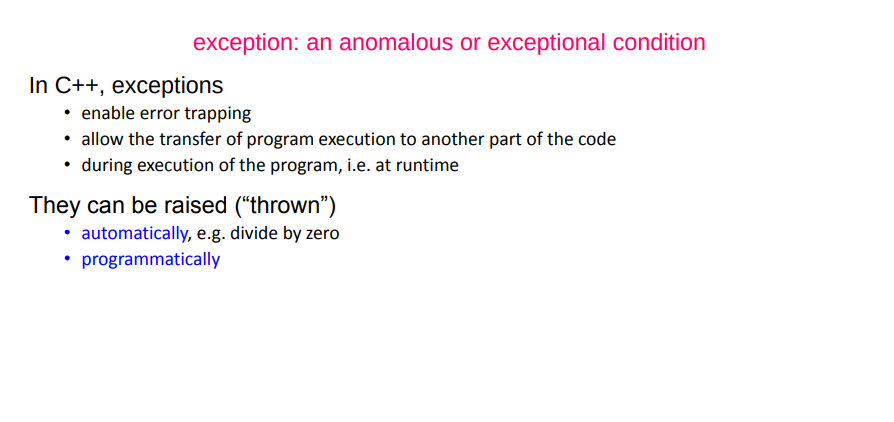 exception: an anomalous or exceptional condition
In C++, exceptions
• enable error trapping
• allow the transfer of program execution to another part of the code
• during execution of the program, i.e. at runtime
They can be raised (“thrown”)
• automatically, e.g. divide by zero
• programmatically